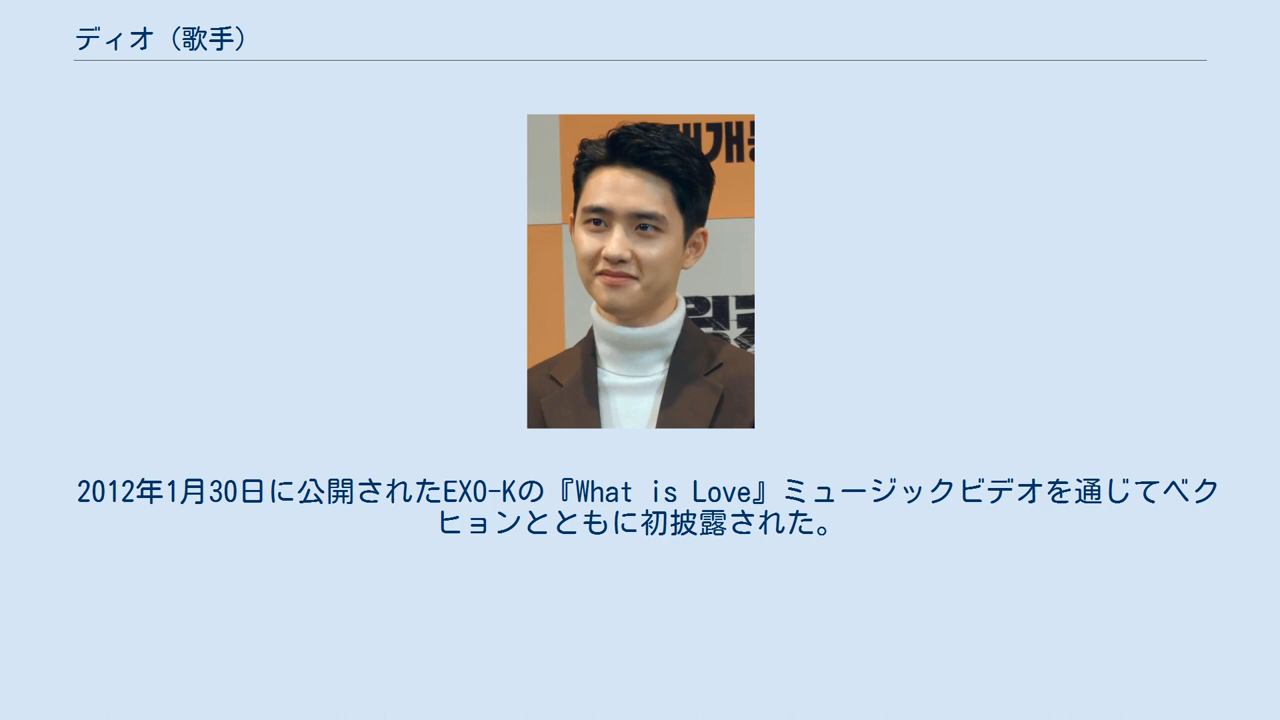 ディオ（歌手）
개
2012年1月30日に公開されたEXO-Kの『What is Love』ミュージックビデオを通じてベク
ヒョンとともに初披露された。